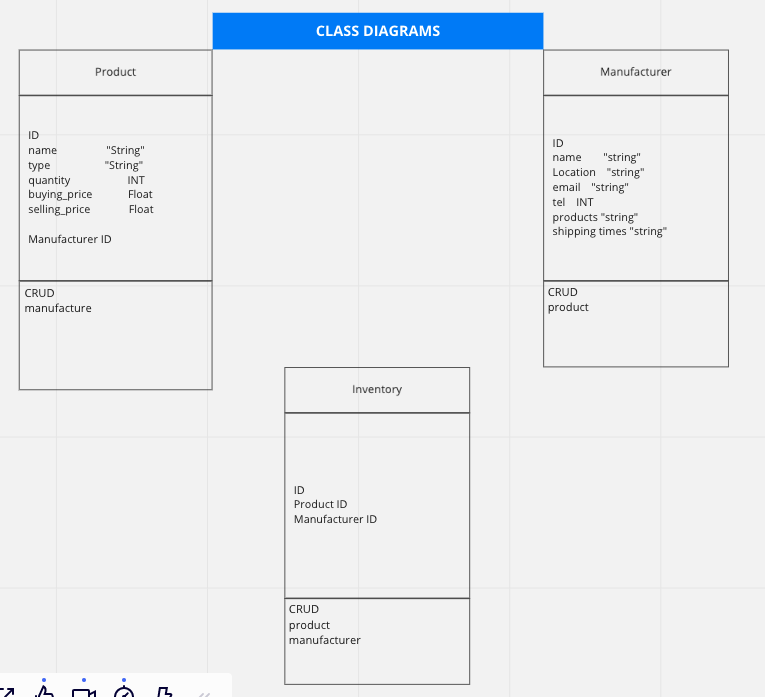 CLASS DIAGRAMS
Product
ID
name "String"
type "String"
quantity INT
buying_price Float
selling_price Float
Manufacturer ID
CRUD
manufacture
Manufacturer
ID
name "string"
Location "string"
email "string"
tel INT
products "string"
shipping times "string"
CRUD
product
Inventory
ID
Product ID
Manufacturer ID
CRUD
product
manufacturer